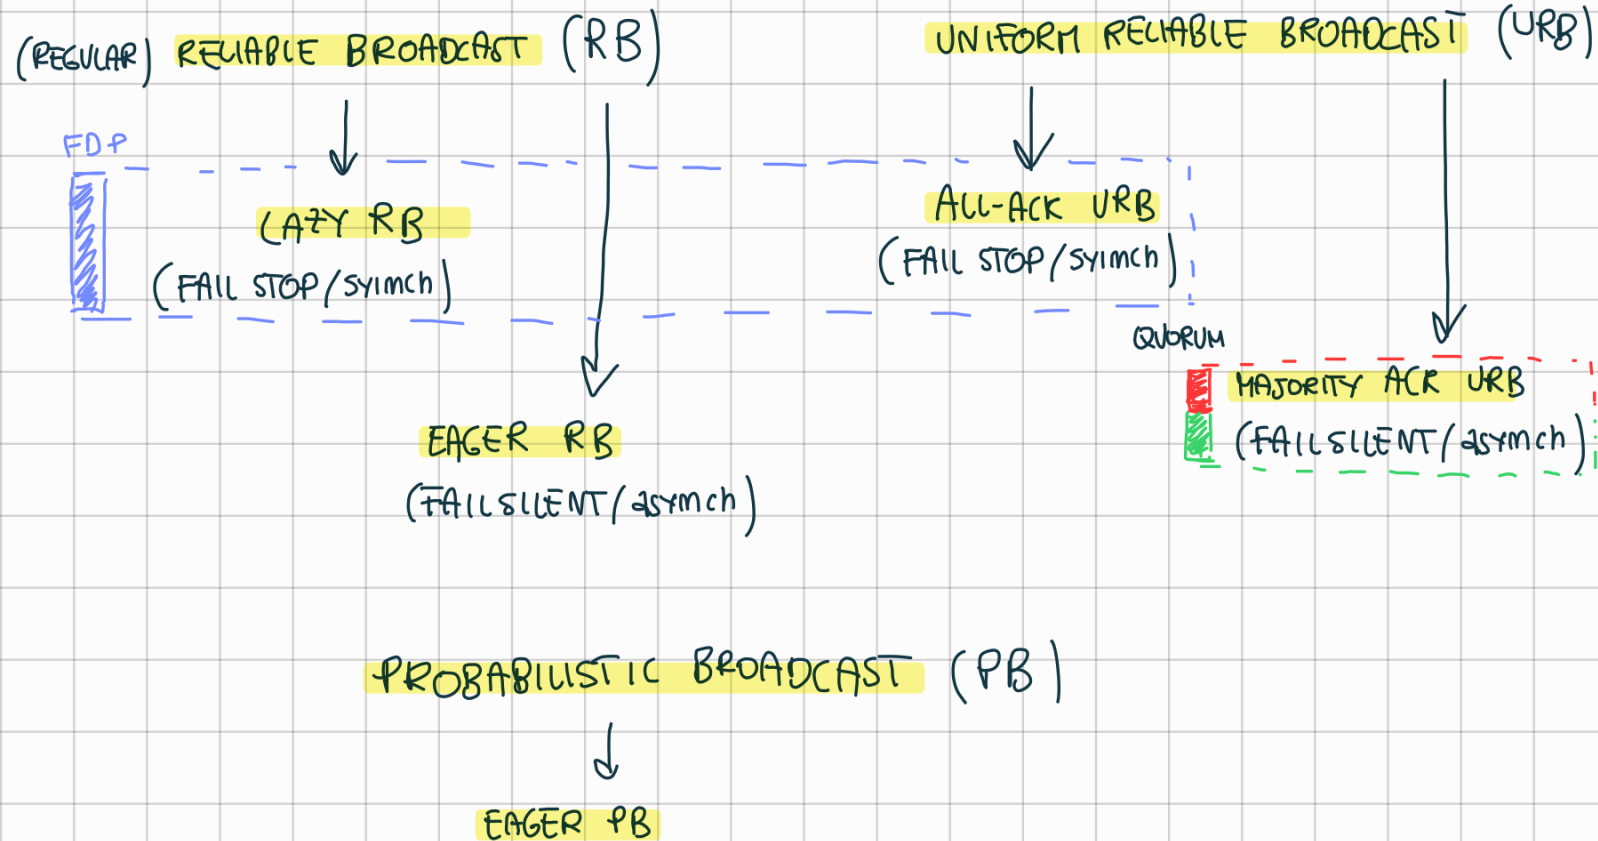 (REGULAR) RELIABLE BROADCAST (RB)
UNIFORM RELIABLE BROADCAST (URB)
FDP
LAZY RB
(FAIL STOP/synch)
ALL-ACK URB
(FAIL STOP/synch)
QUORUM
MAJORITY ACK URB
(FAILSILENT/asynch)
EAGER RB
(FAILSILENT/asynch)
PROBABILISTIC BROADCAST (PB)
EAGER PB